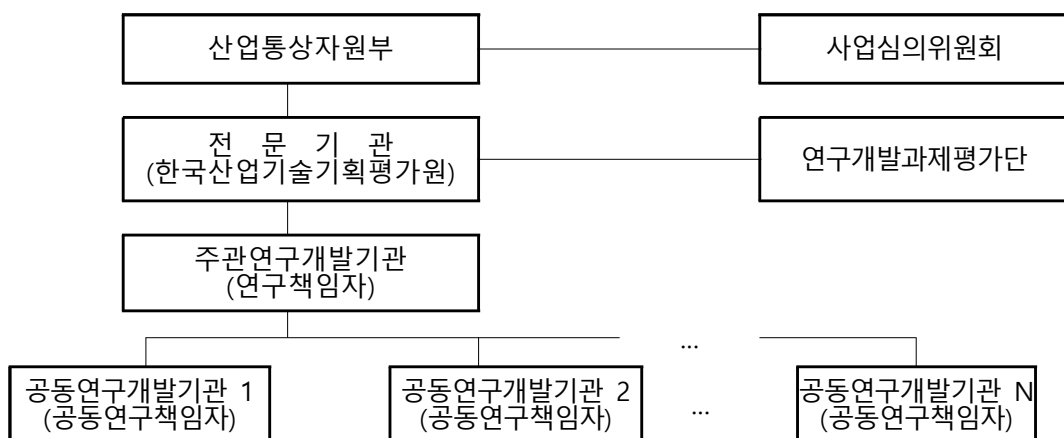 산업통상자원부
사업심의위원회
전 문 기 관
(한국산업기술기획평가원)
연구개발과제평가단
주관연구개발기관
(연구책임자)
...
공동연구개발기관 1
(공동연구책임자)
공동연구개발기관 2
(공동연구책임자)
...
공동연구개발기관 N
(공동연구책임자)